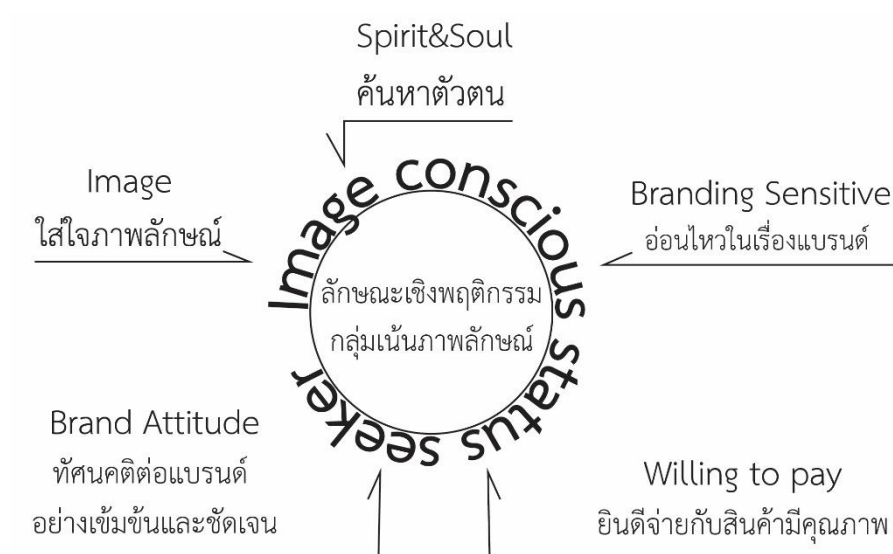 Spirit&Soul
ค้นหาตัวตน
Image
ใส่ใจภาพลักษณ์
Branding Sensitive
อ่อนไหวในเรื่องแบรนด์
Image conscious status seeker
ลักษณะเชิงพฤติกรรม
กลุ่มเน้นภาพลักษณ์
Brand Attitude
ทัศนคติต่อแบรนด์
อย่างเข้มข้นและชัดเจน
Willing to pay
ยินดีจ่ายกับสินค้ามีคุณภาพ